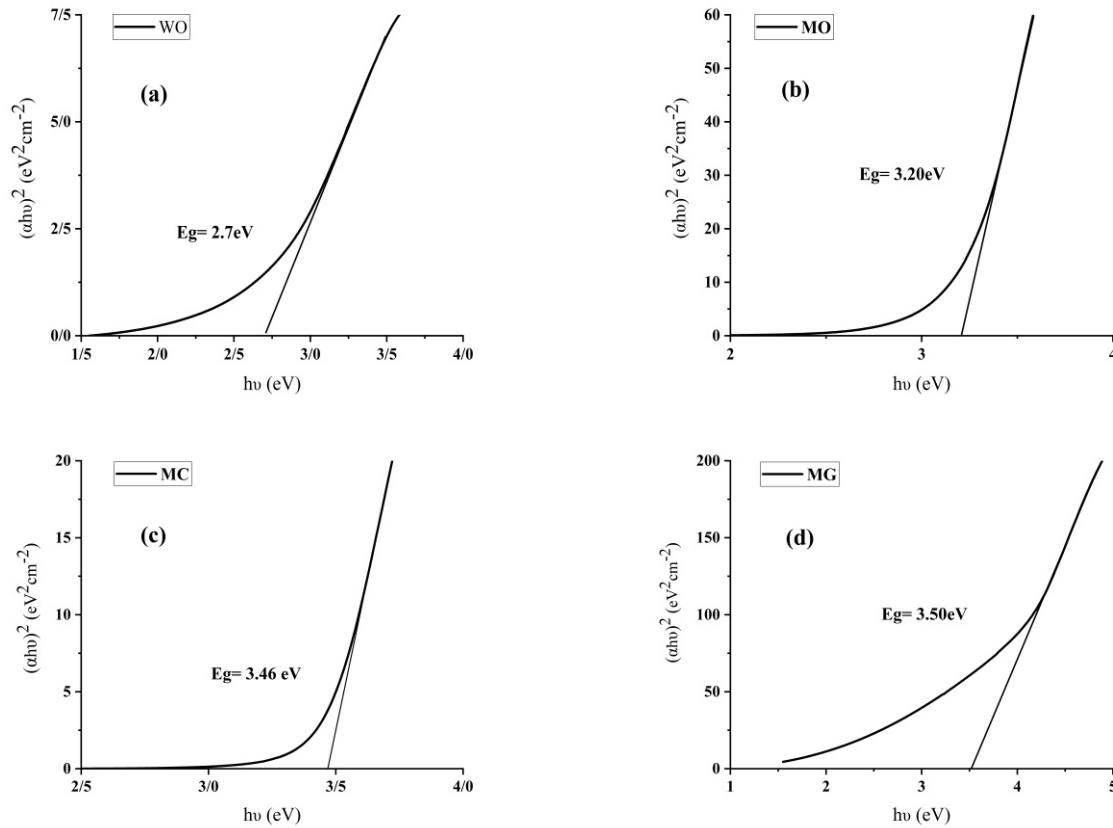 WO
(a)
Eg= 2.7eV
7/5
5/0
2/5
0/0
(αhυ)² (eV²cm⁻²)
1/5 2/0 2/5 3/0 3/5 4/0
hυ (eV)
MO
(b)
Eg= 3.20eV
60
50
40
30
20
10
0
(αhυ)² (eV²cm⁻²)
2 3 4
hυ (eV)
MC
(c)
Eg= 3.46 eV
20
15
10
5
0
(αhυ)² (eV²cm⁻²)
2/5 3/0 3/5 4/0
hυ (eV)
MG
(d)
Eg= 3.50eV
200
150
100
50
0
(αhυ)² (eV²cm⁻²)
1 2 3 4 5
hυ (eV)